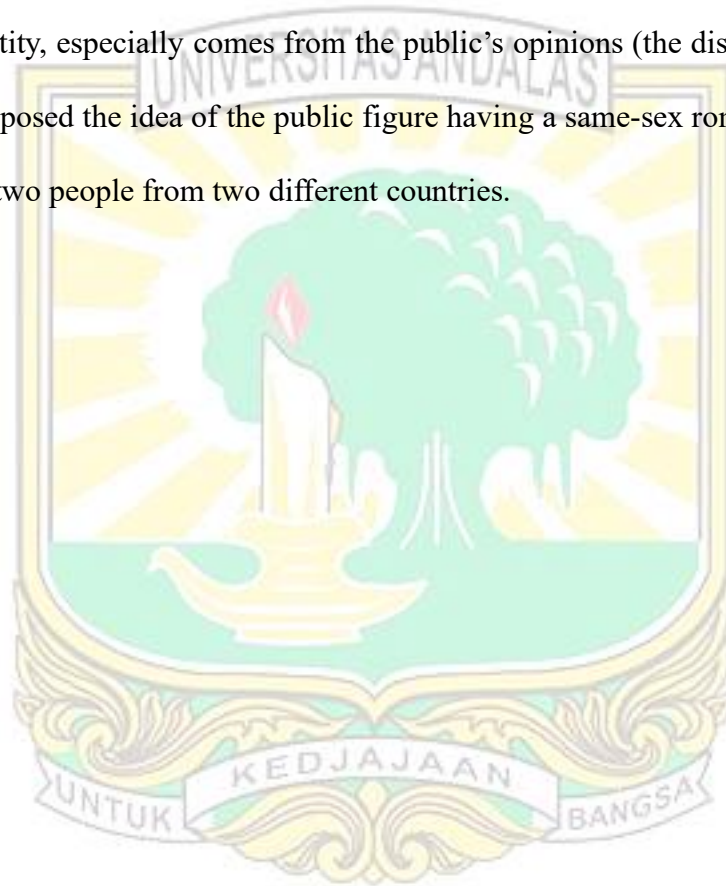 tity, especially comes from the public's opinions (the dis
UNIVERSITAS ANDALAS
posed the idea of the public figure having a same-sex ror
two people from two different countries.
KEDJAJAAN
UNTUK BANGSA